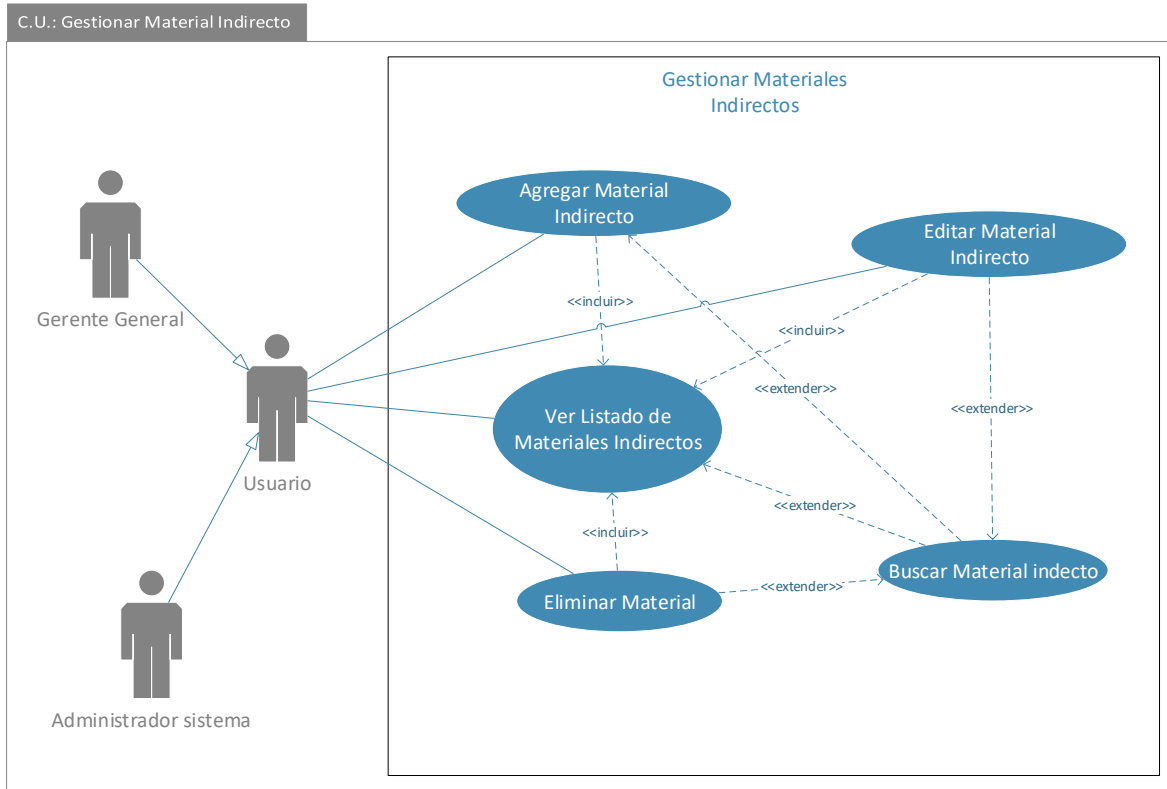 C.U.: Gestionar Material Indirecto
Gestionar Materiales
Indirectos
Agregar Material
Indirecto
Editar Material
Indirecto
<<incluir>>
Gerente General
<<incluir>>
<<extender>>
<<extender>>
Ver Listado de
Materiales Indirectos
Usuario
<<extender>>
<<incluir>>
Buscar Material indecto
<<extender>>
Eliminar Material
Administrador sistema